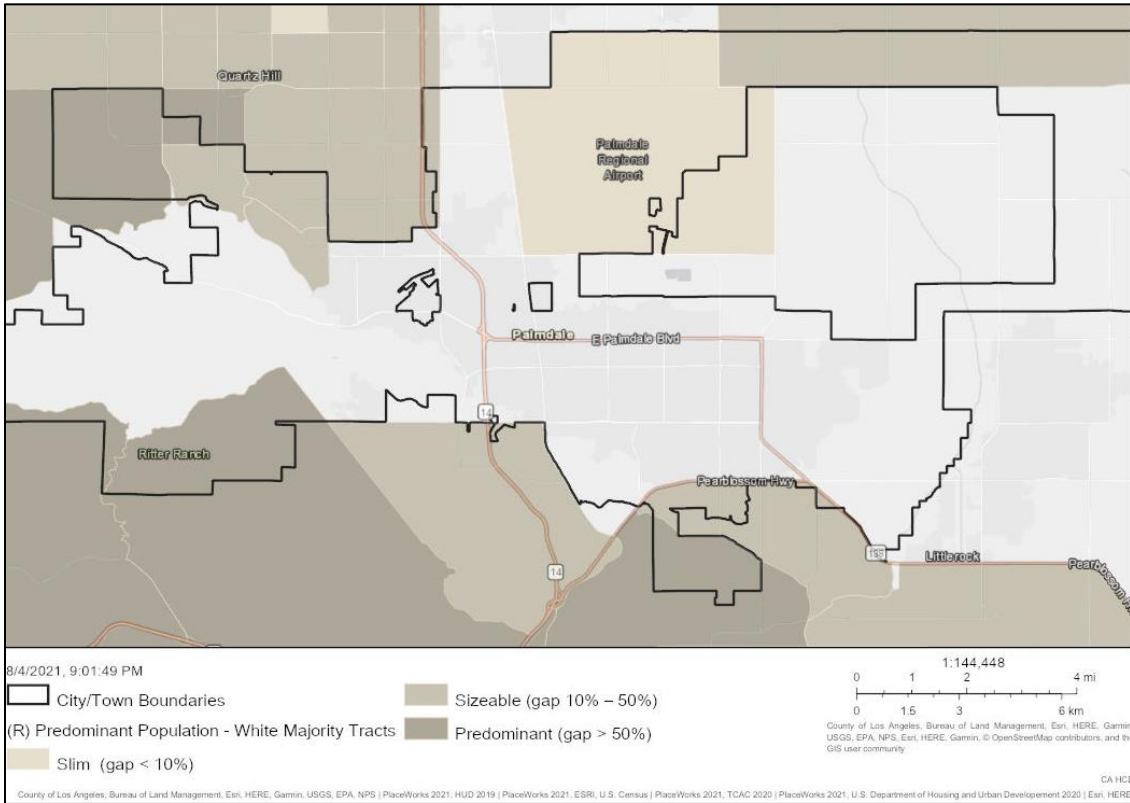 Quartz Hill
Palmdale
Regional
Airport
Palmdale
E Palmdale Blvd
14
Ritter Ranch
Pearblossom Hwy
14
138
Littlerock
Pearblossom H
8/4/2021, 9:01:49 PM
City/Town Boundaries
(R) Predominant Population - White Majority Tracts
Slim (gap < 10%)
Sizeable (gap 10% – 50%)
Predominant (gap > 50%)
1:144,448
0 1 2 4 mi
0 1.5 3 6 km
County of Los Angeles, Bureau of Land Management, Esri, HERE, Garmin,
USGS, EPA, NPS, Esri, HERE, Garmin, © OpenStreetMap contributors, and the
GIS user community
CA HCD
County of Los Angeles, Bureau of Land Management, Esri, HERE, Garmin, USGS, EPA, NPS | PlaceWorks 2021, HUD 2019 | PlaceWorks 2021, ESRI, U.S. Census | PlaceWorks 2021, TCAC 2020 | PlaceWorks 2021, U.S. Department of Housing and Urban Developement 2020 | Esri, HERE